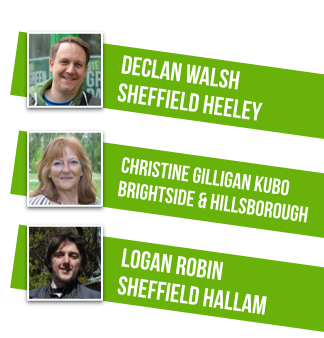 DECLAN WALSH
SHEFFIELD HEELEY
CHRISTINE GILLIGAN KUBO
BRIGHTSIDE & HILLSBOROUGH
LOGAN ROBIN
SHEFFIELD HALLAM